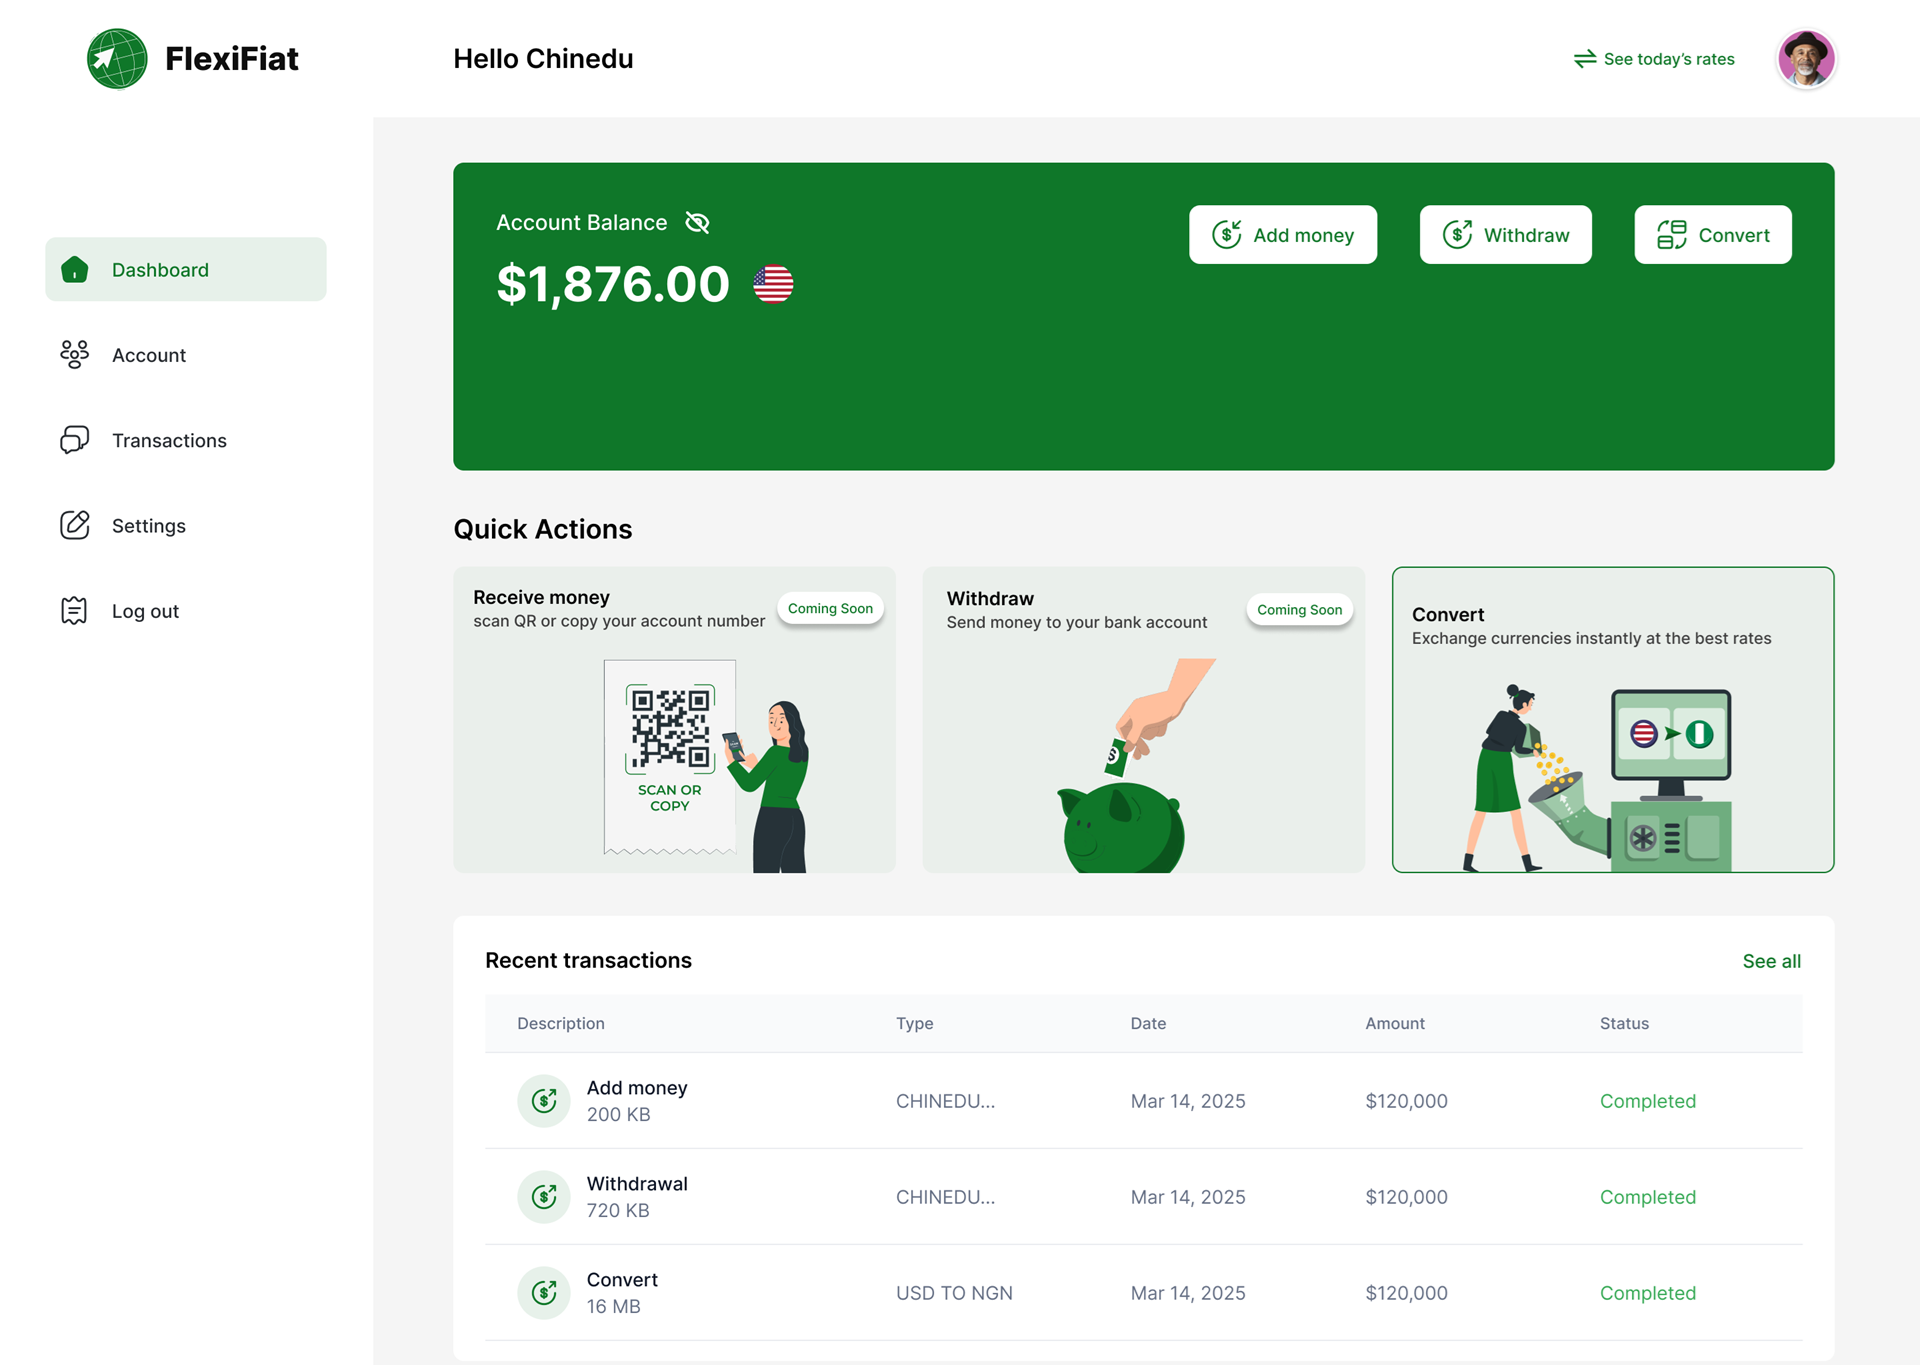 FlexiFiat
Hello Chinedu
See today’s rates
Dashboard
Account
Transactions
Settings
Log out
Account Balance
$1,876.00
Add money
Withdraw
Convert
Quick Actions
Receive money
scan QR or copy your account number
Coming Soon
SCAN OR
COPY
Withdraw
Send money to your bank account
Coming Soon
Convert
Exchange currencies instantly at the best rates
Recent transactions
See all
Description Type Date Amount Status
Add money
200 KB
CHINEDU... Mar 14, 2025 $120,000 Completed
Withdrawal
720 KB
CHINEDU... Mar 14, 2025 $120,000 Completed
Convert
16 MB
USD TO NGN Mar 14, 2025 $120,000 Completed